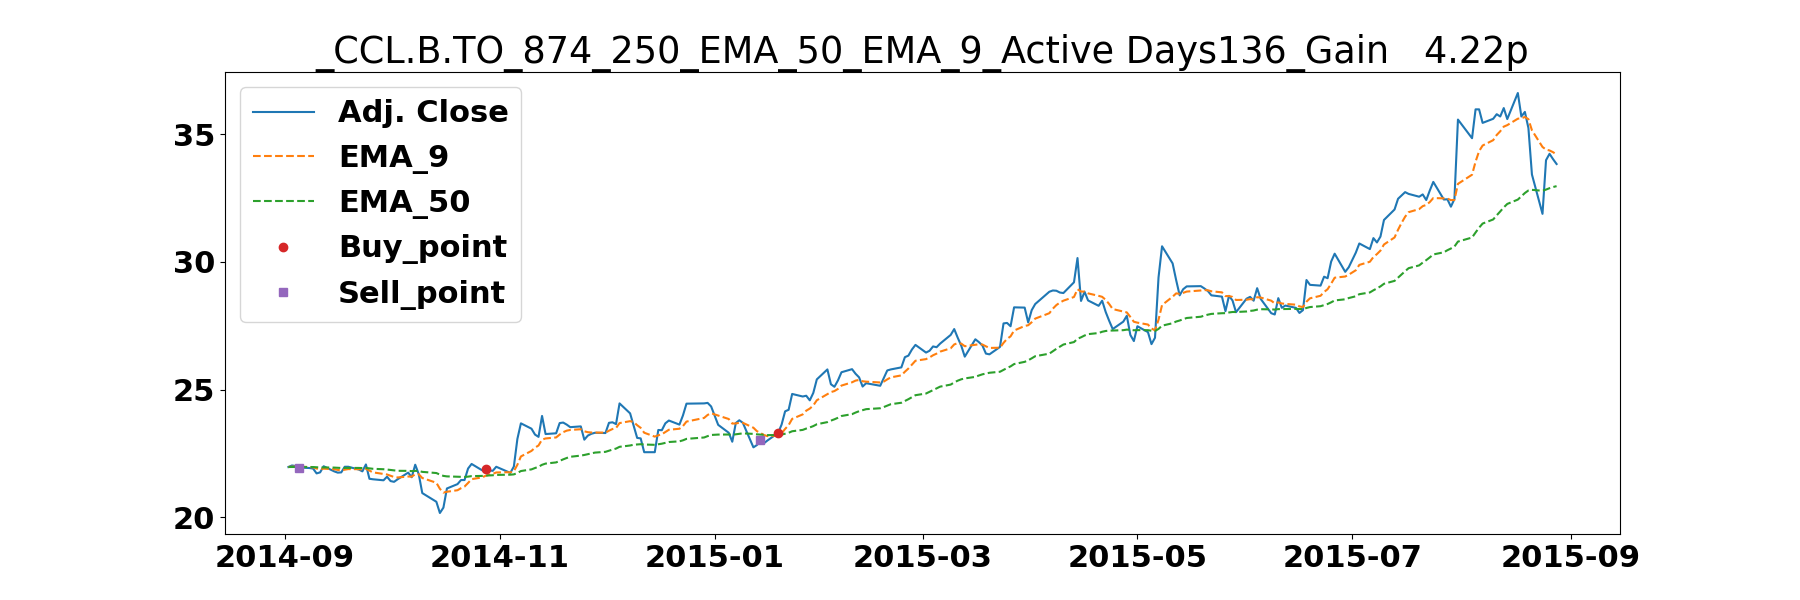 _CCL.B.TO_874_250_EMA_50_EMA_9_Active Days136_Gain   4.22p
Adj. Close
EMA_9
EMA_50
Buy_point
Sell_point
35
30
25
20
2014-09 2014-11 2015-01 2015-03 2015-05 2015-07 2015-09